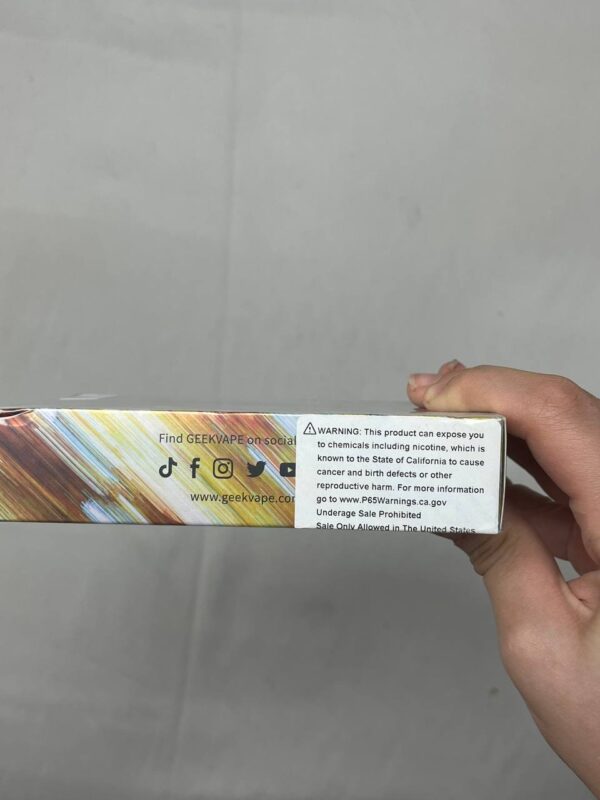 Find GEEKVAPE on social
www.geekvape.com
WARNING: This product can expose you
to chemicals including nicotine, which is
known to the State of California to cause
cancer and birth defects or other
reproductive harm. For more information
go to www.P65Warnings.ca.gov
Underage Sale Prohibited
Sale Only Allowed in The United States